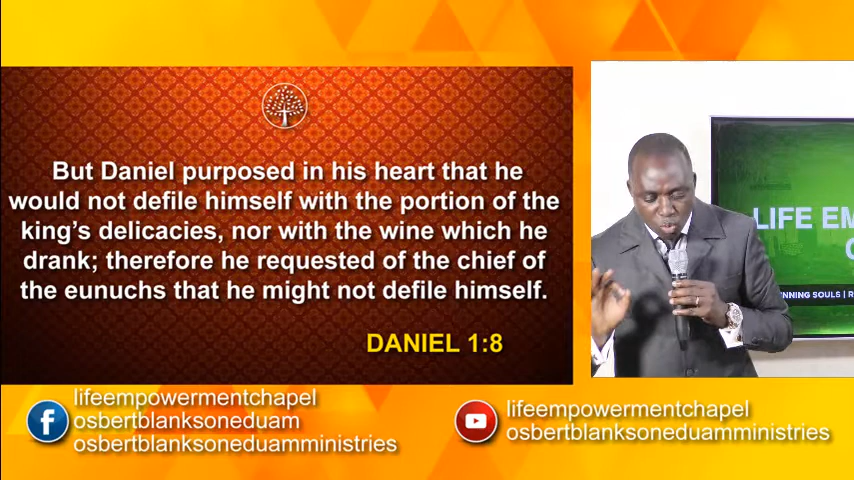 But Daniel purposed in his heart that he
would not defile himself with the portion of the
king's delicacies, nor with the wine which he
drank; therefore he requested of the chief of
the eunuchs that he might not defile himself.
DANIEL 1:8
LIFE EM
NNING SOULS | R
lifeempowermentchapel
osbertblanksoneduam
osbertblanksoneduamministries
lifeempowermentchapel
osbertblanksoneduamministries